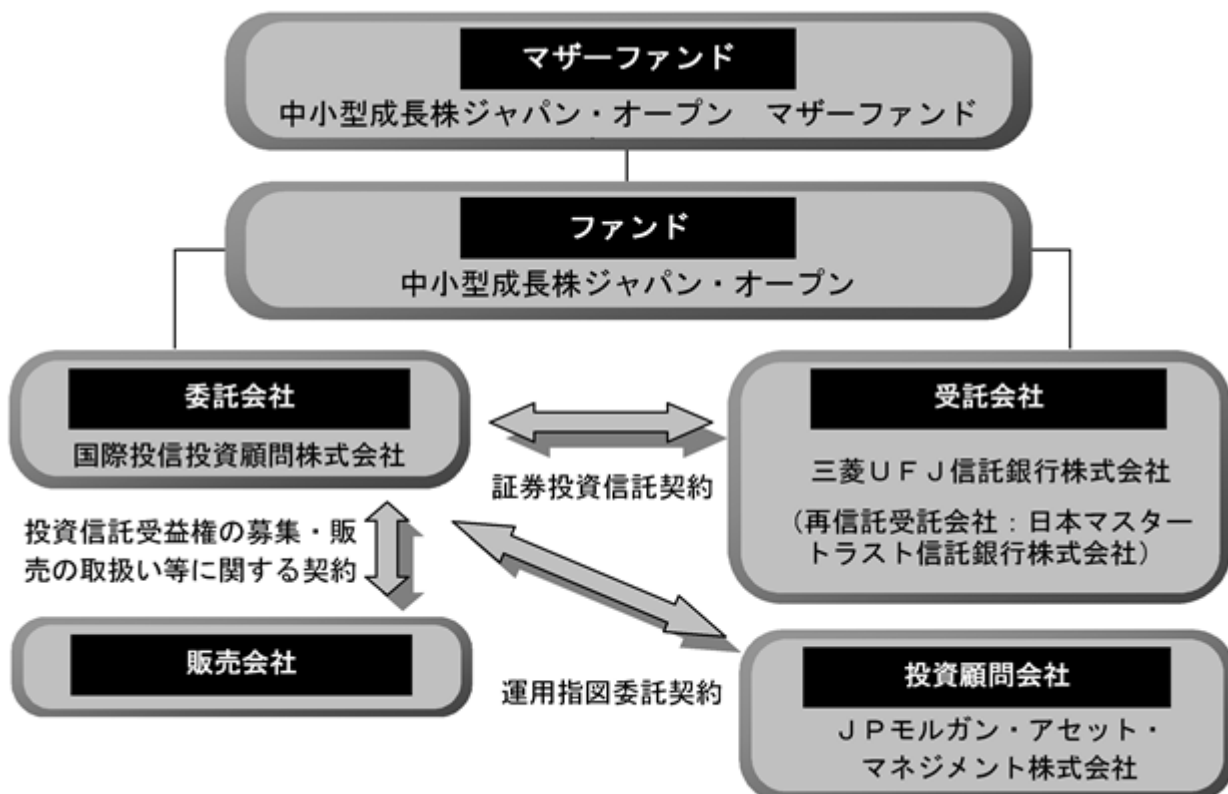 マザーファンド
中小型成長株ジャパン・オープン　マザーファンド
ファンド
中小型成長株ジャパン・オープン
委託会社
国際投信投資顧問株式会社
証券投資信託契約
受託会社
三菱ＵＦＪ信託銀行株式会社
（再信託受託会社：日本マスター
トラスト信託銀行株式会社）
投資信託受益権の募集・販
売の取扱い等に関する契約
販売会社
運用指図委託契約
投資顧問会社
ＪＰモルガン・アセット・
マネジメント株式会社